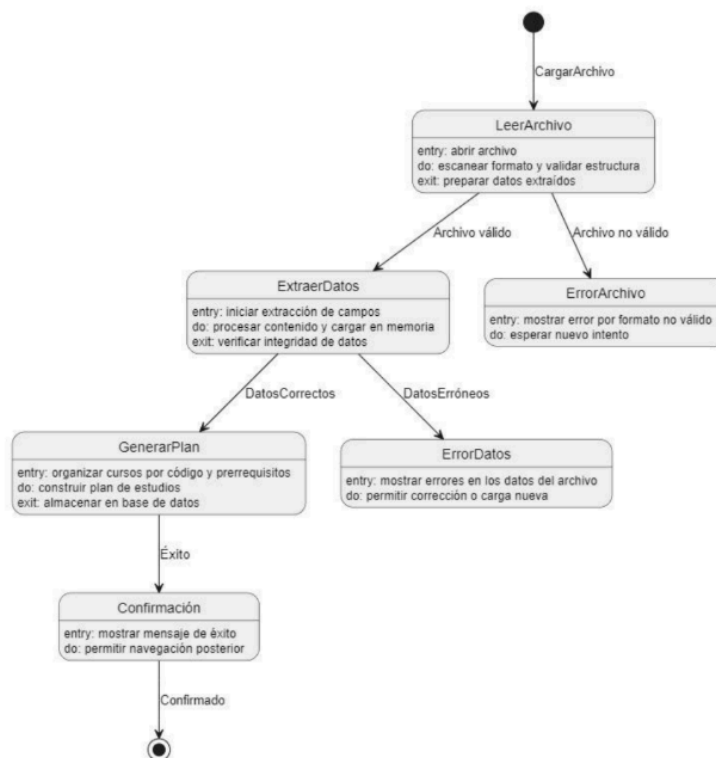 CargarArchivo
LeerArchivo
entry: abrir archivo
do: escanear formato y validar estructura
exit: preparar datos extraídos
Archivo válido
Archivo no válido
ExtraerDatos
entry: iniciar extracción de campos
do: procesar contenido y cargar en memoria
exit: verificar integridad de datos
ErrorArchivo
entry: mostrar error por formato no válido
do: esperar nuevo intento
DatosCorrectos
DatosErróneos
GenerarPlan
entry: organizar cursos por código y prerrequisitos
do: construir plan de estudios
exit: almacenar en base de datos
ErrorDatos
entry: mostrar errores en los datos del archivo
do: permitir corrección o carga nueva
Éxito
Confirmación
entry: mostrar mensaje de éxito
do: permitir navegación posterior
Confirmado